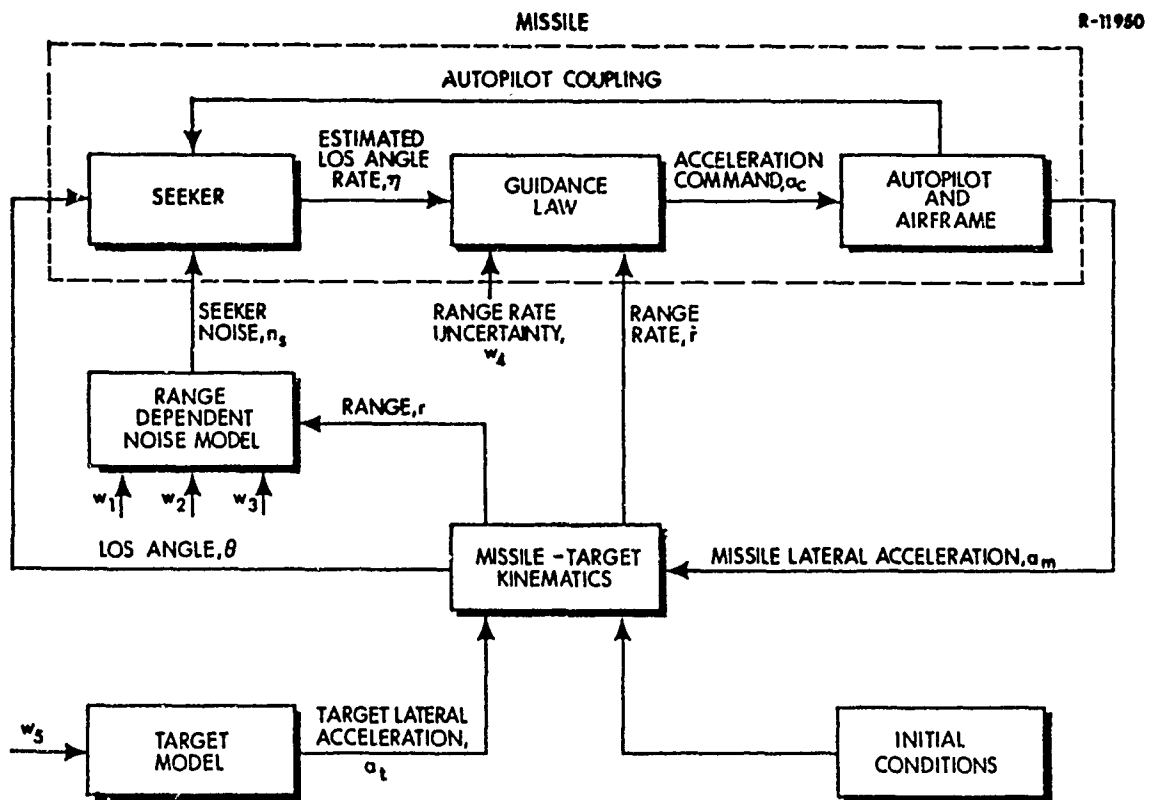 MISSILE
R-11950
AUTOPILOT COUPLING
SEEKER
ESTIMATED
LOS ANGLE
RATE, η
GUIDANCE
LAW
ACCELERATION
COMMAND, a_c
AUTOPILOT
AND
AIRFRAME
SEEKER
NOISE, n_s
RANGE RATE
UNCERTAINTY,
w_4
RANGE
RATE, ṙ
RANGE
DEPENDENT
NOISE MODEL
RANGE, r
w_1
w_2
w_3
LOS ANGLE, θ
MISSILE - TARGET
KINEMATICS
MISSILE LATERAL ACCELERATION, a_m
w_5
TARGET
MODEL
TARGET LATERAL
ACCELERATION,
a_t
INITIAL
CONDITIONS